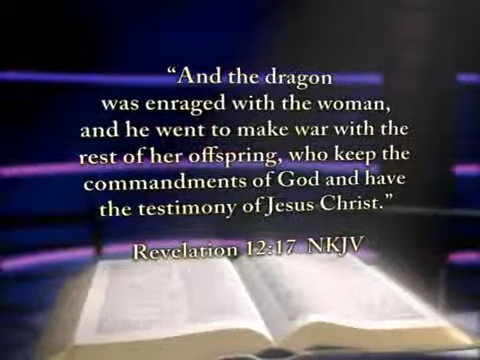 “And the dragon
was enraged with the woman,
and he went to make war with the
rest of her offspring, who keep the
commandments of God and have
the testimony of Jesus Christ.”
Revelation 12:17 NKJV